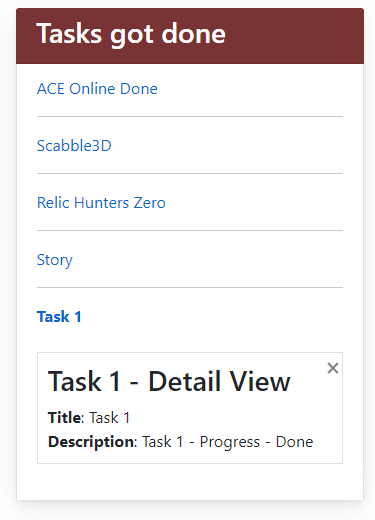 Tasks got done
ACE Online Done
Scabble3D
Relic Hunters Zero
Story
Task 1
×
Task 1 - Detail View
Title: Task 1
Description: Task 1 - Progress - Done